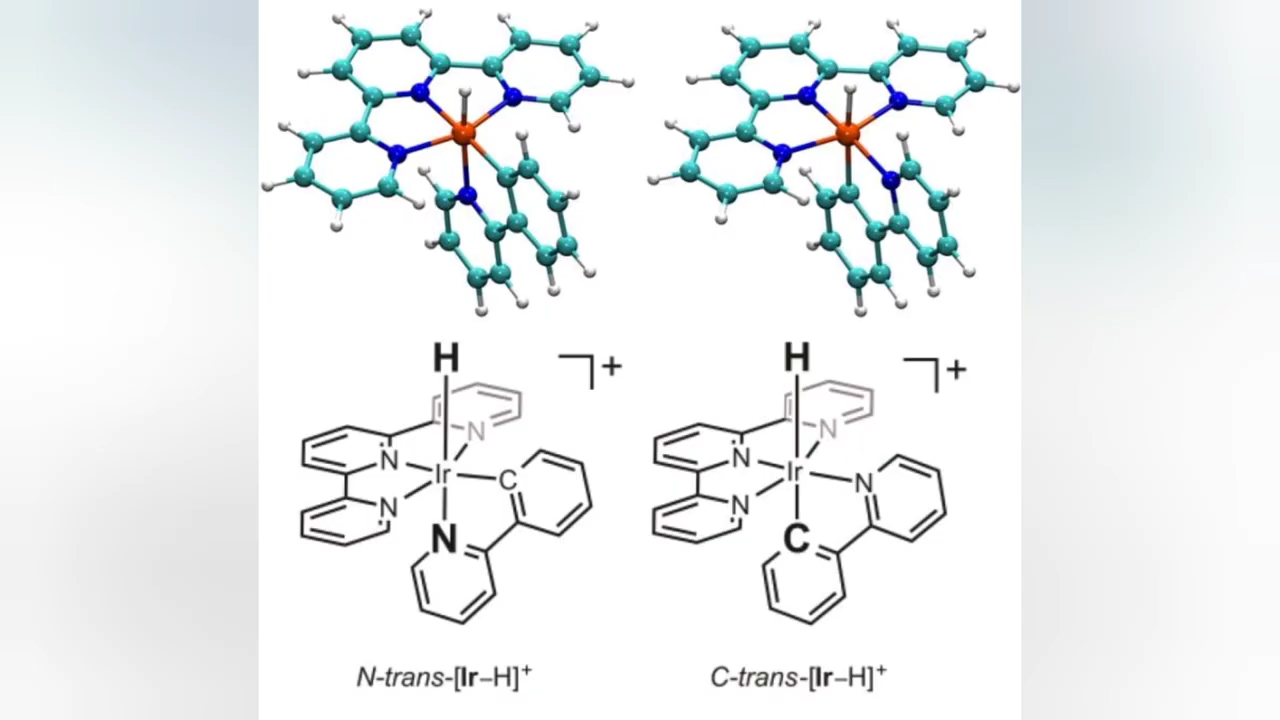 H ]+ H ]+
N N
N Ir C N Ir N
N N
N C
N-trans-[Ir–H]+ C-trans-[Ir–H]+